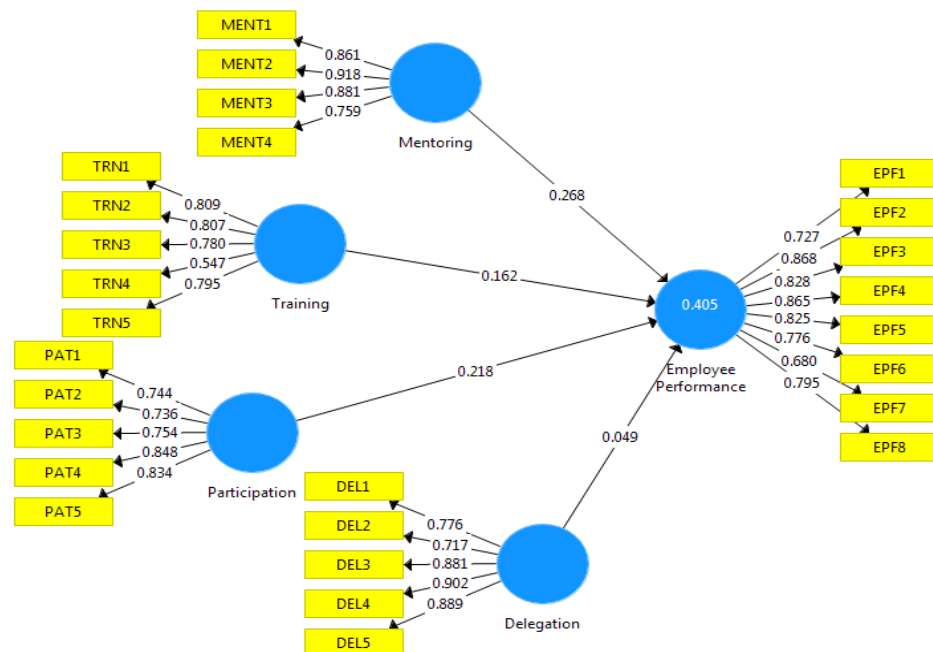 MENT1
MENT2
MENT3
MENT4
0.861
0.918
0.881
0.759
Mentoring
0.268
TRN1
TRN2
TRN3
TRN4
TRN5
0.809
0.807
0.780
0.547
0.795
Training
0.162
PAT1
PAT2
PAT3
PAT4
PAT5
0.744
0.736
0.754
0.848
0.834
Participation
0.218
DEL1
DEL2
DEL3
DEL4
DEL5
0.776
0.717
0.881
0.902
0.889
Delegation
0.049
0.405
Employee
Performance
0.727
0.868
0.828
0.865
0.825
0.776
0.680
0.795
EPF1
EPF2
EPF3
EPF4
EPF5
EPF6
EPF7
EPF8